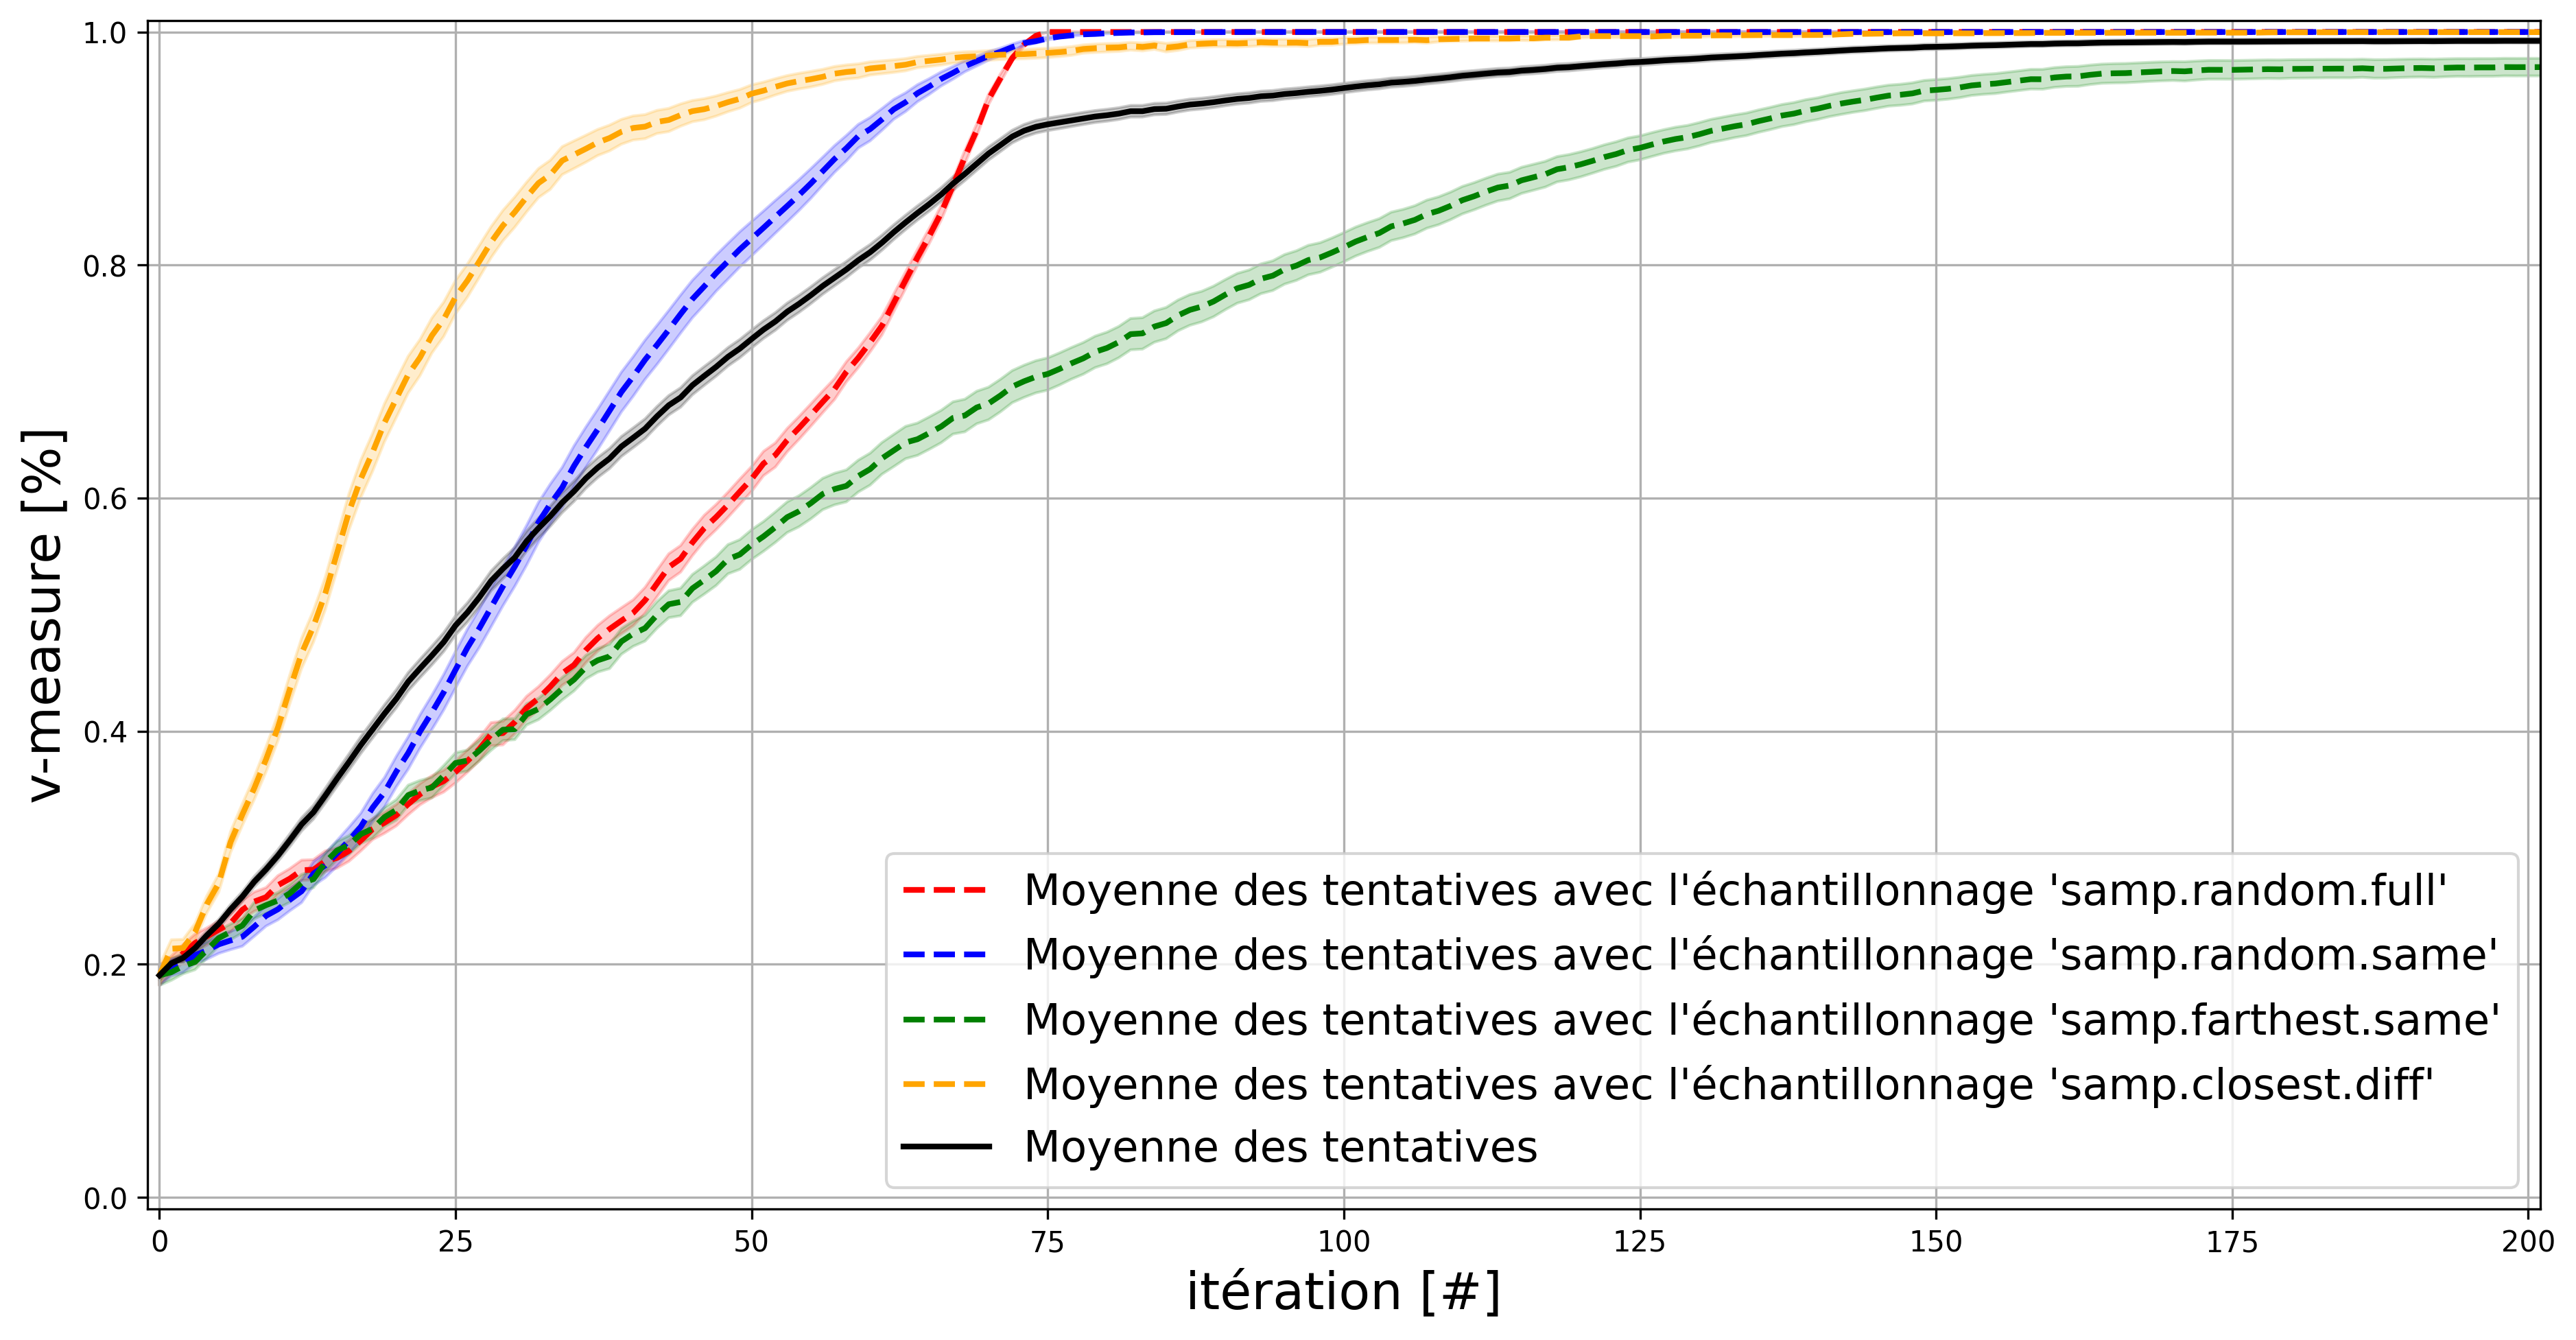 v-measure [%]
1.0
0.8
0.6
0.4
0.2
0.0
Moyenne des tentatives avec l'échantillonnage 'samp.random.full'
Moyenne des tentatives avec l'échantillonnage 'samp.random.same'
Moyenne des tentatives avec l'échantillonnage 'samp.farthest.same'
Moyenne des tentatives avec l'échantillonnage 'samp.closest.diff'
Moyenne des tentatives
0 25 50 75 100 125 150 175 200
itération [#]